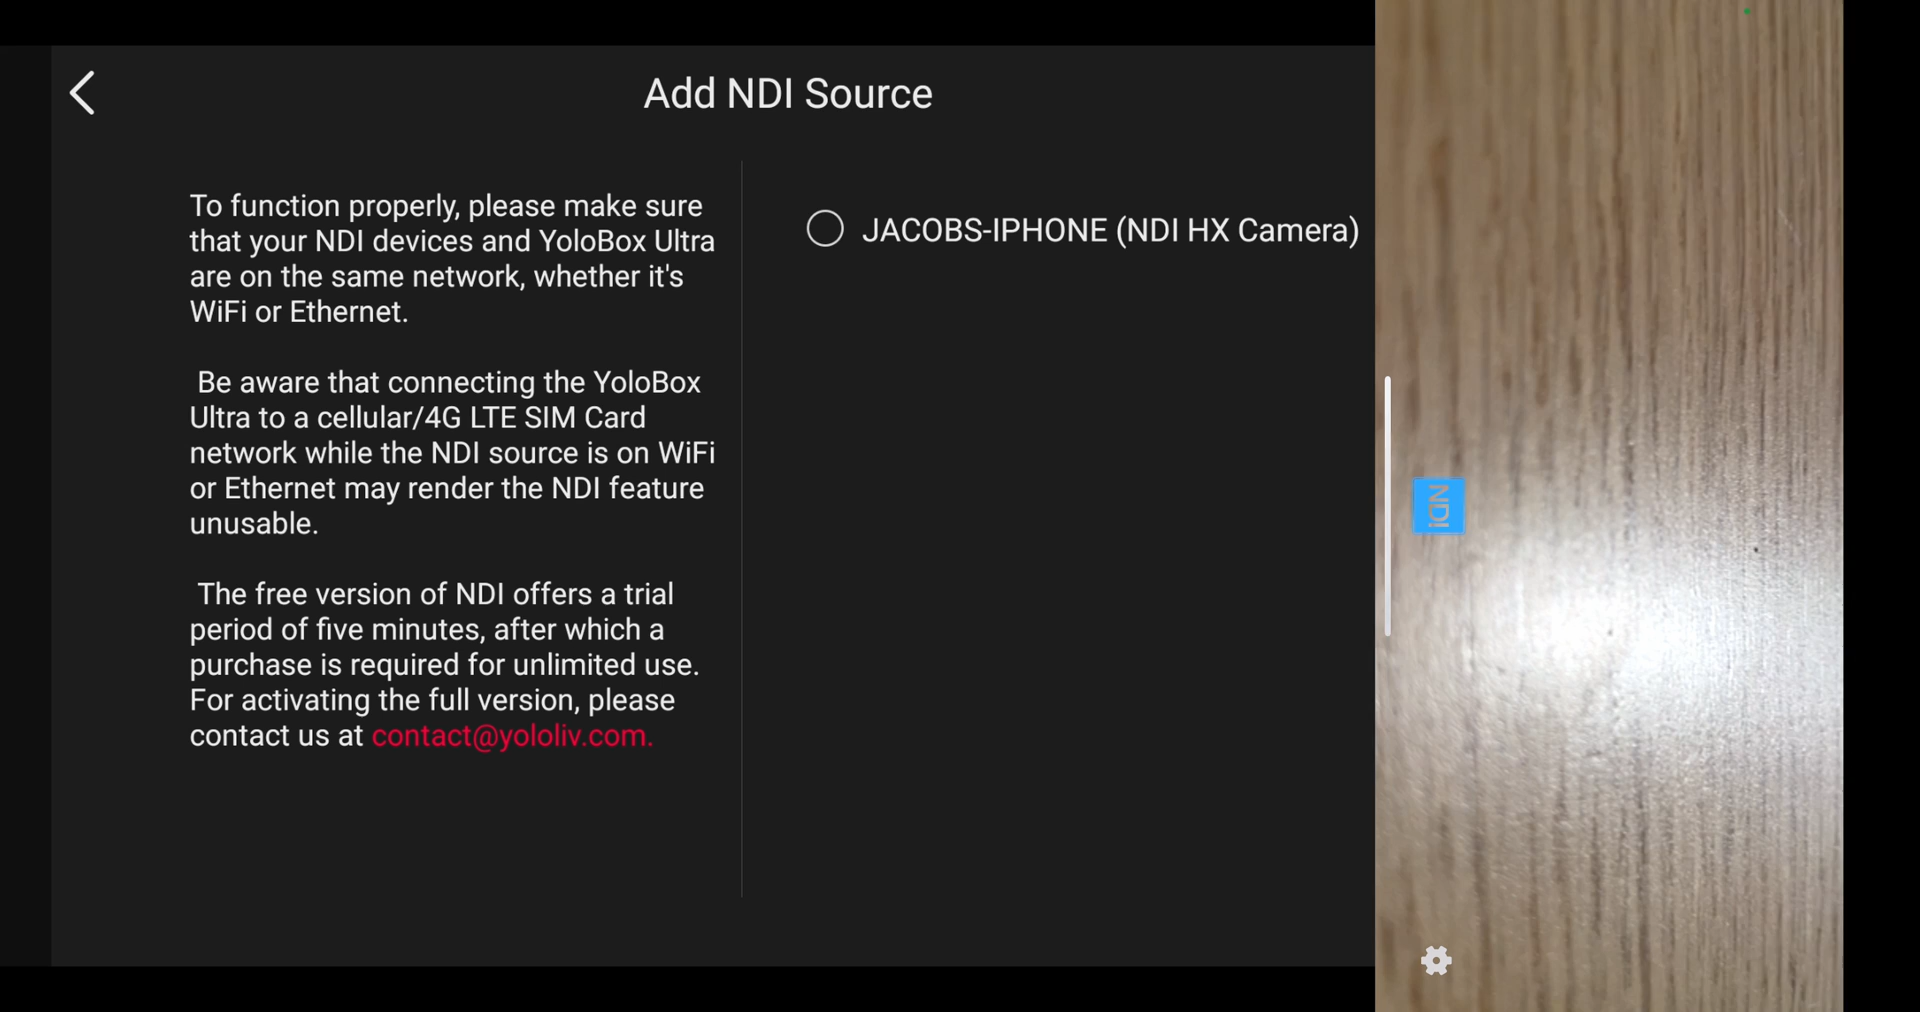 Add NDI Source
To function properly, please make sure
that your NDI devices and YoloBox Ultra
are on the same network, whether it's
WiFi or Ethernet.
Be aware that connecting the YoloBox
Ultra to a cellular/4G LTE SIM Card
network while the NDI source is on WiFi
or Ethernet may render the NDI feature
unusable.
The free version of NDI offers a trial
period of five minutes, after which a
purchase is required for unlimited use.
For activating the full version, please
contact us at contact@yololiv.com.
JACOBS-IPHONE (NDI HX Camera)
NDi